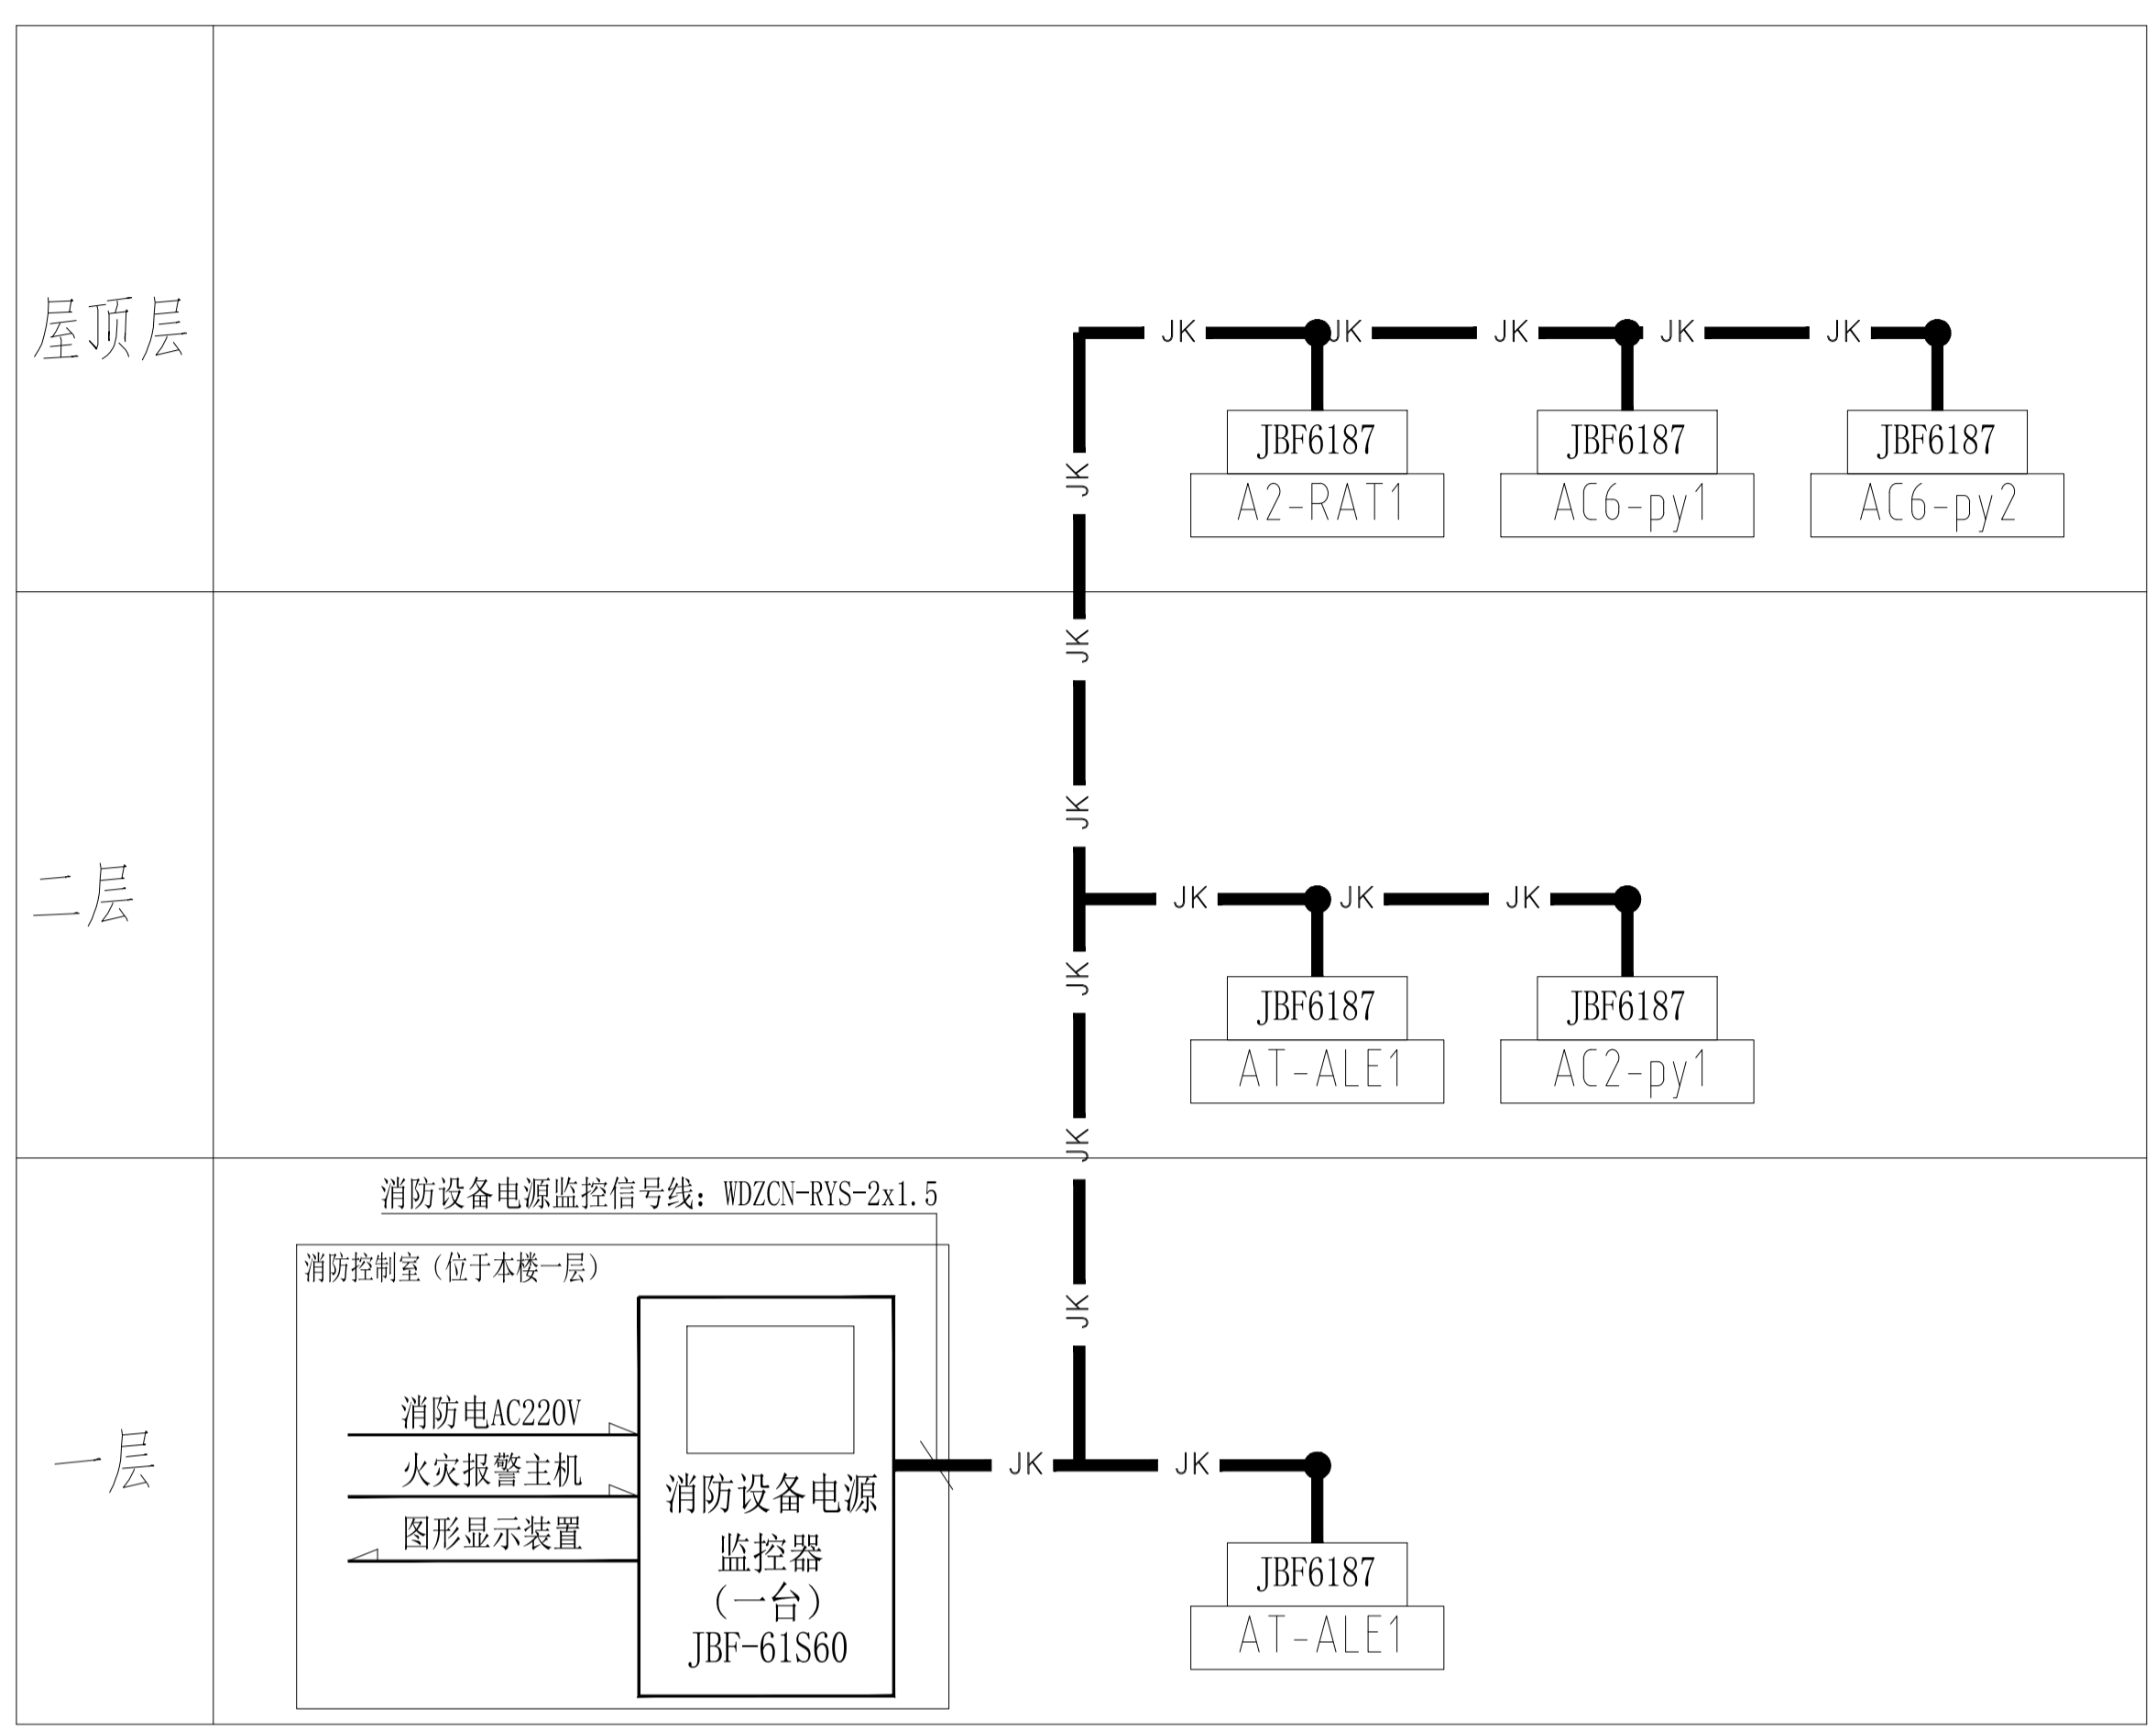 屋顶层
JK JK JK JK JK
JBF6187 JBF6187 JBF6187
A2-RAT1 AC6-py1 AC6-py2
JK
JK
二层
JK
JK JK JK
JK
JBF6187 JBF6187
AT-ALE1 AC2-py1
JK
一层
消防设备电源监控信号线：WDZCN-RYS-2x1.5
消防控制室（位于本楼一层）
JK
消防电AC220V
火灾报警主机
图形显示装置
消防设备电源
监控器
（一台）
JBF-61S60
JK JK
JBF6187
AT-ALE1